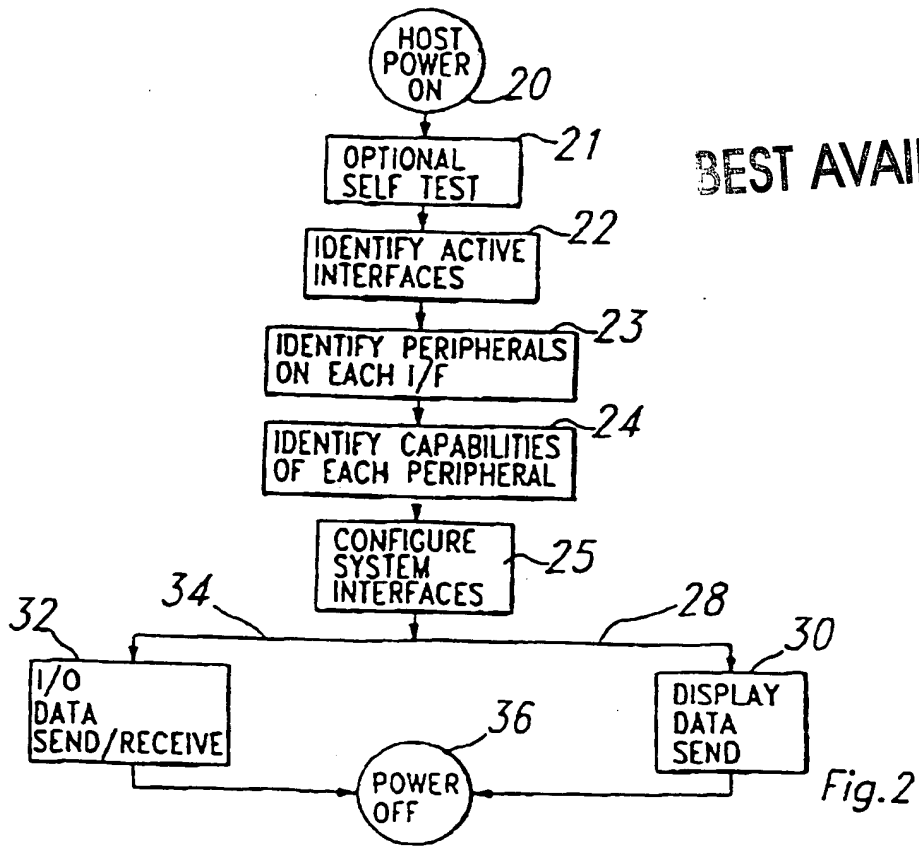 HOST
POWER
ON
20
OPTIONAL
SELF TEST
21
BEST AVAIL
IDENTIFY ACTIVE
INTERFACES
22
IDENTIFY PERIPHERALS
ON EACH I/F
23
IDENTIFY CAPABILITIES
OF EACH PERIPHERAL
24
CONFIGURE
SYSTEM
INTERFACES
25
34
28
32
I/O
DATA
SEND/RECEIVE
30
DISPLAY
DATA
SEND
36
POWER
OFF
Fig.2